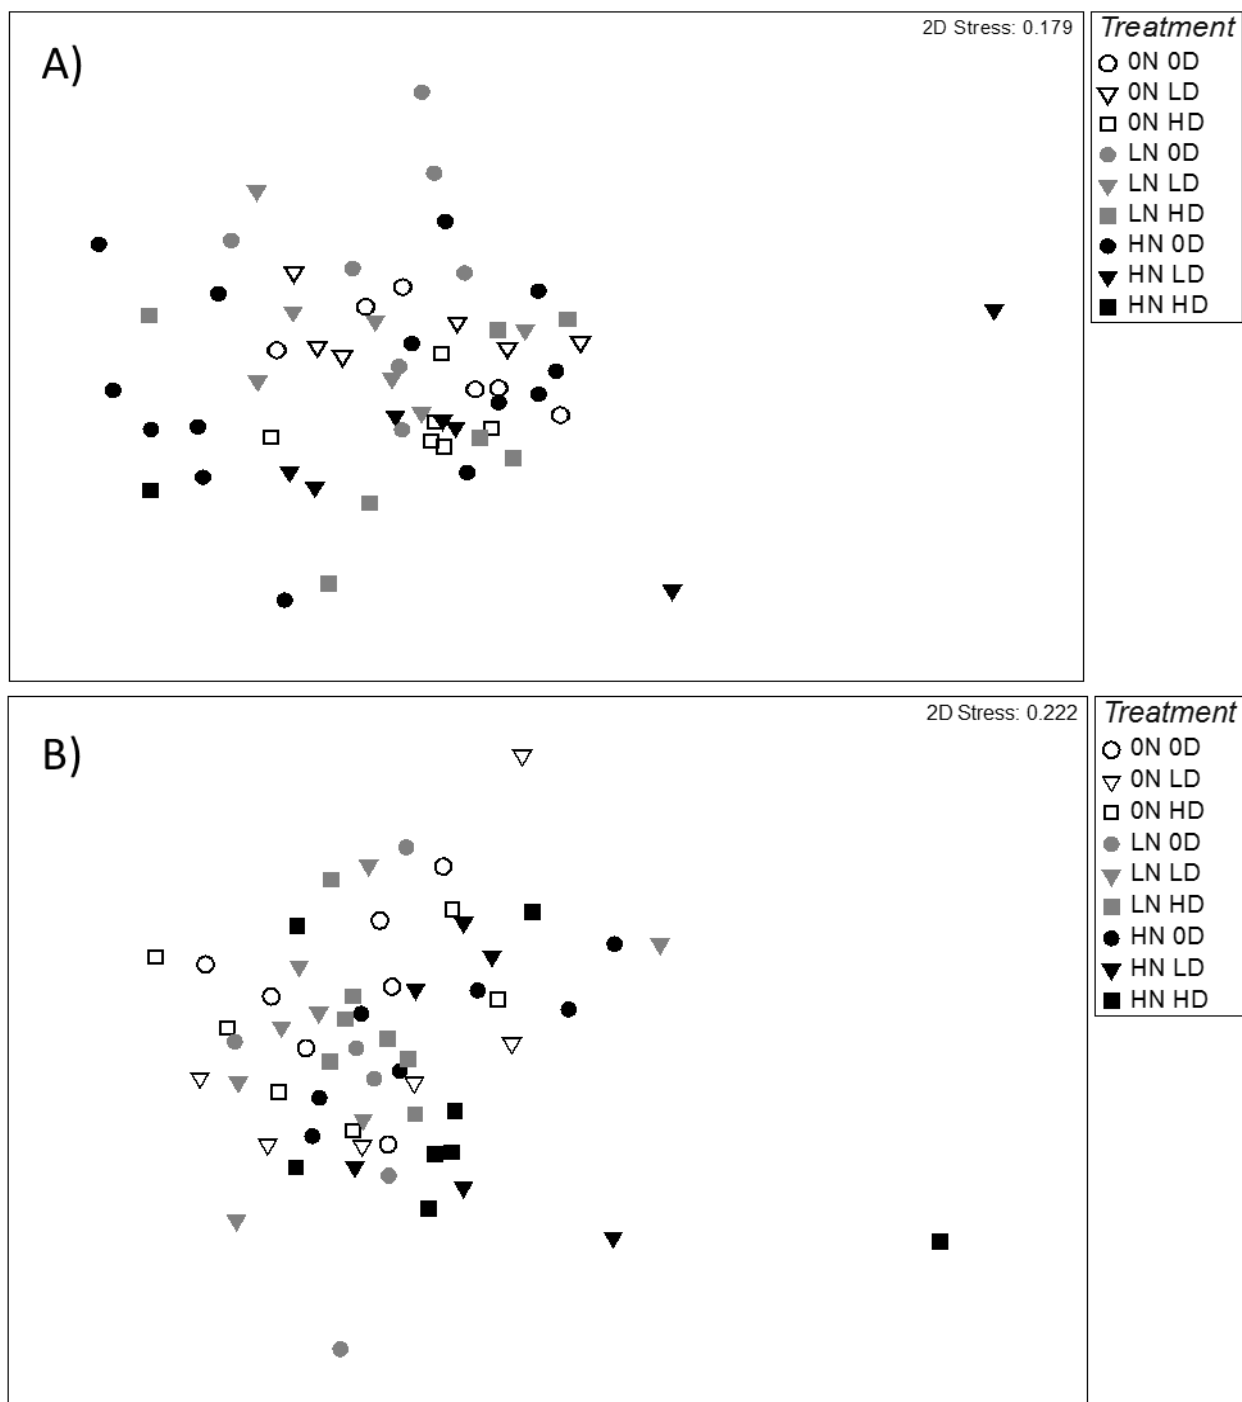 A)
2D Stress: 0.179
Treatment
0N 0D
0N LD
0N HD
LN 0D
LN LD
LN HD
HN 0D
HN LD
HN HD
B)
2D Stress: 0.222
Treatment
0N 0D
0N LD
0N HD
LN 0D
LN LD
LN HD
HN 0D
HN LD
HN HD